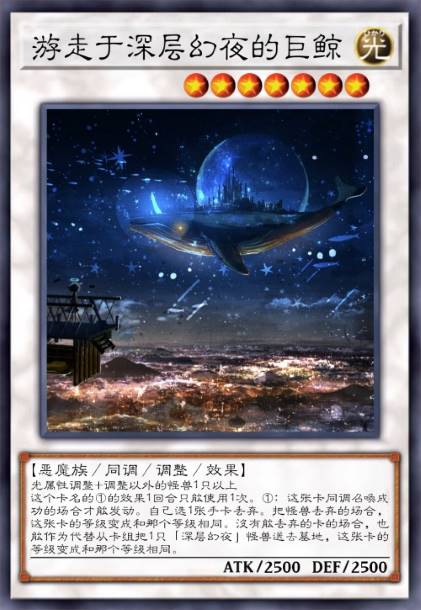 游走于深层幻夜的巨鲸
光
【恶魔族／同调／调整／效果】
光属性调整+调整以外的怪兽1只以上
这个卡名的①的效果1回合只能使用1次。①：这张卡同调召唤成
功的场合才能发动。自己选1张手卡丢弃。把怪兽丢弃的场合，
这张卡的等级变成和那个等级相同。没有能丢弃的卡的场合，也
能作为代替从卡组把1只「深层幻夜」怪兽送去墓地，这张卡的
等级变成和那个等级相同。
ATK/2500 DEF/2500